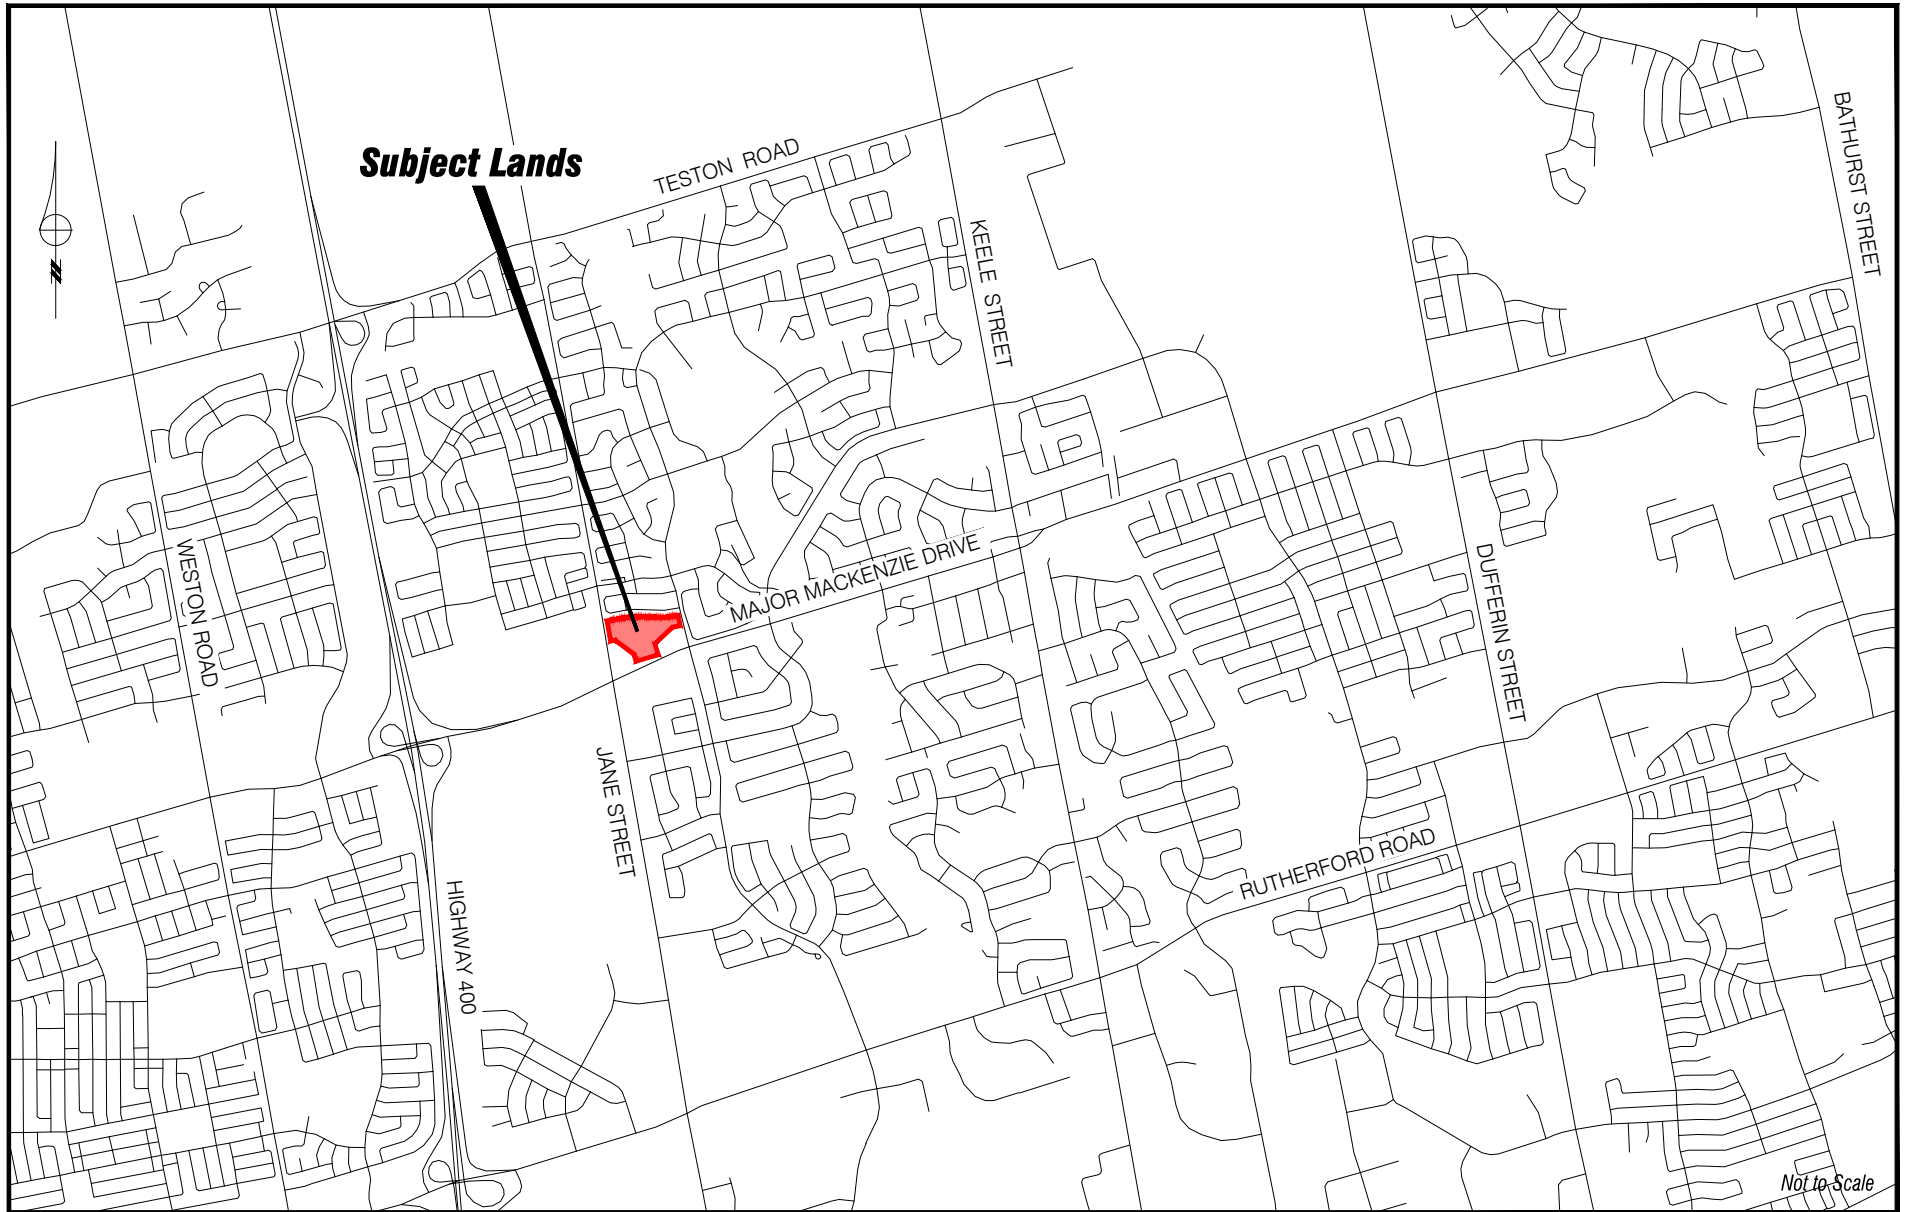 Subject Lands
TESTON ROAD
BATHURST STREET
KEELE STREET
WESTON ROAD
MAJOR MACKENZIE DRIVE
DUFFERIN STREET
JANE STREET
RUTHERFORD ROAD
HIGHWAY 400
Not to Scale